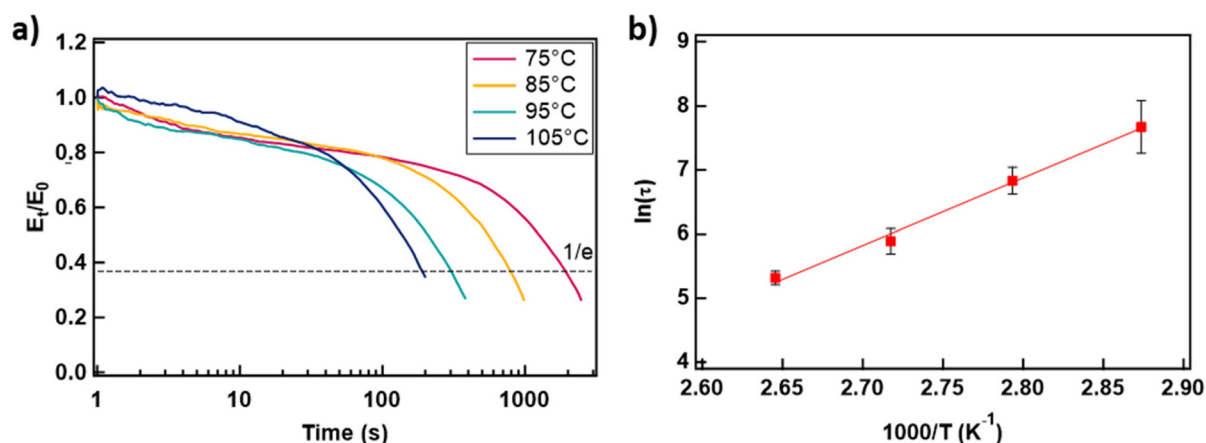 a)
1.2
1.0
0.8
0.6
0.4
0.2
0.0
E_t/E_0
1
10
100
1000
Time (s)
75°C
85°C
95°C
105°C
1/e
b)
9
8
7
6
5
4
ln(τ)
2.60
2.65
2.70
2.75
2.80
2.85
2.90
1000/T (K⁻¹)